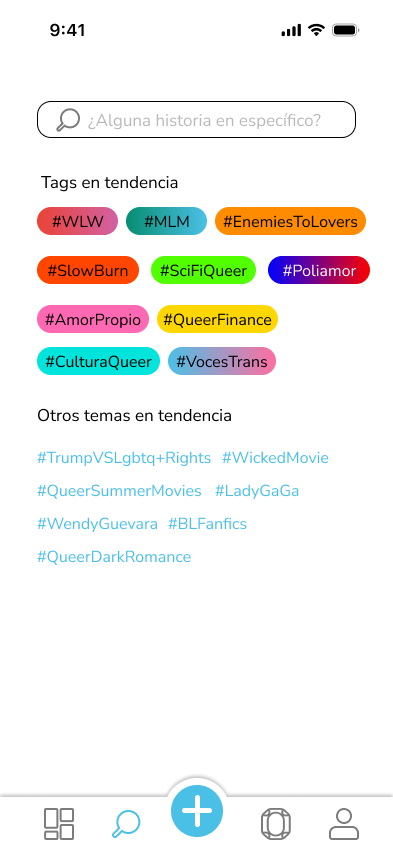 9:41
¿Alguna historia en específico?
Tags en tendencia
#WLW #MLM #EnemiesToLovers
#SlowBurn #SciFiQueer #Poliamor
#AmorPropio #QueerFinance
#CulturaQueer #VocesTrans
Otros temas en tendencia
#TrumpVSLgbtq+Rights #WickedMovie
#QueerSummerMovies #LadyGaGa
#WendyGuevara #BLFanfics
#QueerDarkRomance